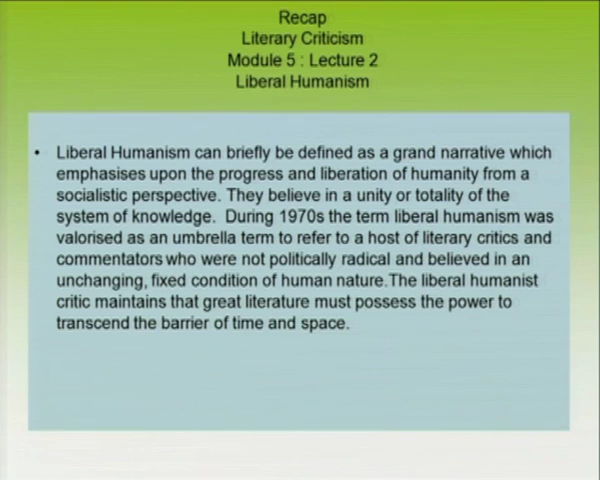 Recap
Literary Criticism
Module 5 : Lecture 2
Liberal Humanism
• Liberal Humanism can briefly be defined as a grand narrative which
emphasises upon the progress and liberation of humanity from a
socialistic perspective. They believe in a unity or totality of the
system of knowledge. During 1970s the term liberal humanism was
valorised as an umbrella term to refer to a host of literary critics and
commentators who were not politically radical and believed in an
unchanging, fixed condition of human nature.The liberal humanist
critic maintains that great literature must possess the power to
transcend the barrier of time and space.